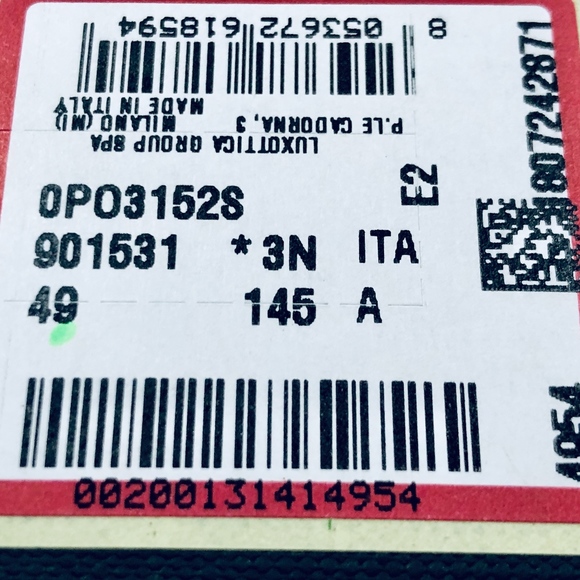 8 053672 618594
LUXOTTICA GROUP SPA
P.LE CADORNA, 3 MILANO (MI)
MADE IN ITALY
0PO3152S
E2
901531 *3N ITA
49 145 A
00200131414954
1807242871
4954